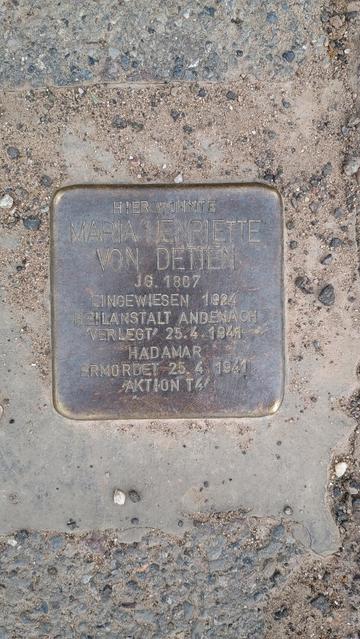 HIER WOHNTE
MARIA HENRIETTE
VON DETTEN
JG. 1867
EINGEWIESEN 1924
HEILANSTALT ANDERNACH
'VERLEGT' 25.4.1941
HADAMAR
ERMORDET 25.4.1941
'AKTION T4'